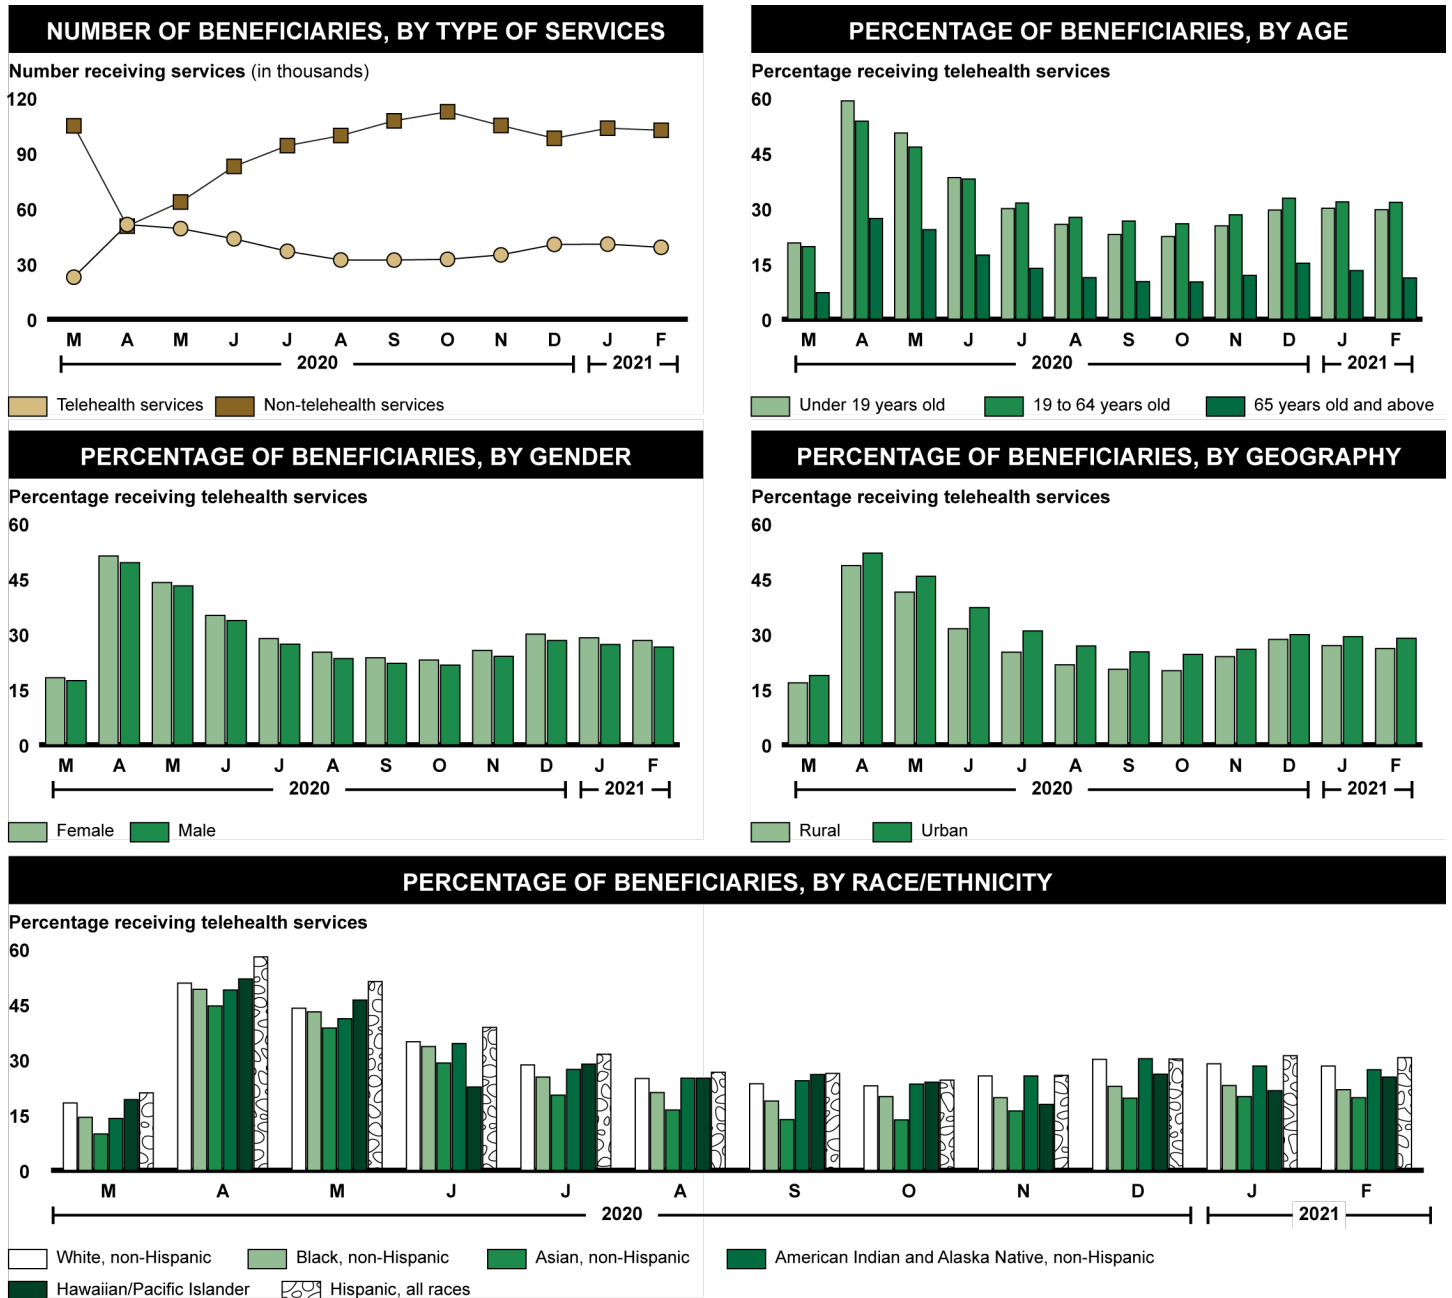 NUMBER OF BENEFICIARIES, BY TYPE OF SERVICES
Number receiving services (in thousands)
120
90
60
30
0
M A M J J A S O N D J F
2020 2021
Telehealth services Non-telehealth services
PERCENTAGE OF BENEFICIARIES, BY AGE
Percentage receiving telehealth services
60
45
30
15
0
M A M J J A S O N D J F
2020 2021
Under 19 years old 19 to 64 years old 65 years old and above
PERCENTAGE OF BENEFICIARIES, BY GENDER
Percentage receiving telehealth services
60
45
30
15
0
M A M J J A S O N D J F
2020 2021
Female Male
PERCENTAGE OF BENEFICIARIES, BY GEOGRAPHY
Percentage receiving telehealth services
60
45
30
15
0
M A M J J A S O N D J F
2020 2021
Rural Urban
PERCENTAGE OF BENEFICIARIES, BY RACE/ETHNICITY
Percentage receiving telehealth services
60
45
30
15
0
M A M J J A S O N D J F
2020 2021
White, non-Hispanic Black, non-Hispanic Asian, non-Hispanic American Indian and Alaska Native, non-Hispanic
Hawaiian/Pacific Islander Hispanic, all races